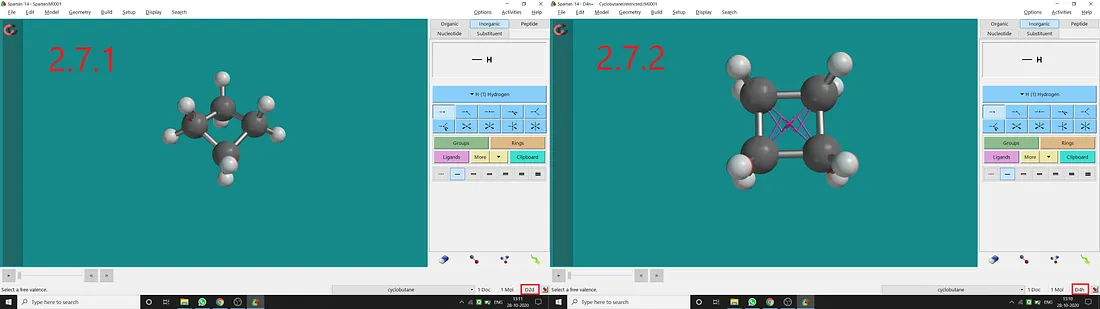 Spartan '14 - Spartan/M0001
File Model Geometry Build Setup Display Search Options Activities Help
2.7.1
Organic Inorganic Peptide
Nucleotide Substituent
— H
H (1) Hydrogen
Groups Rings
Ligands More Clipboard
Select a free valence.
cyclobutane 1 Doc 1 Mol D2d
Type here to search
ENG 13:11 28-10-2020
Spartan '14 - D4h= Cyclobutane\restricted:/M0001
File Model Geometry Build Setup Display Search Options Activities Help
2.7.2
Organic Inorganic Peptide
Nucleotide Substituent
— H
H (1) Hydrogen
Groups Rings
Ligands More Clipboard
Select a free valence.
cyclobutane 1 Doc 1 Mol D4h
Type here to search
ENG 13:10 28-10-2020